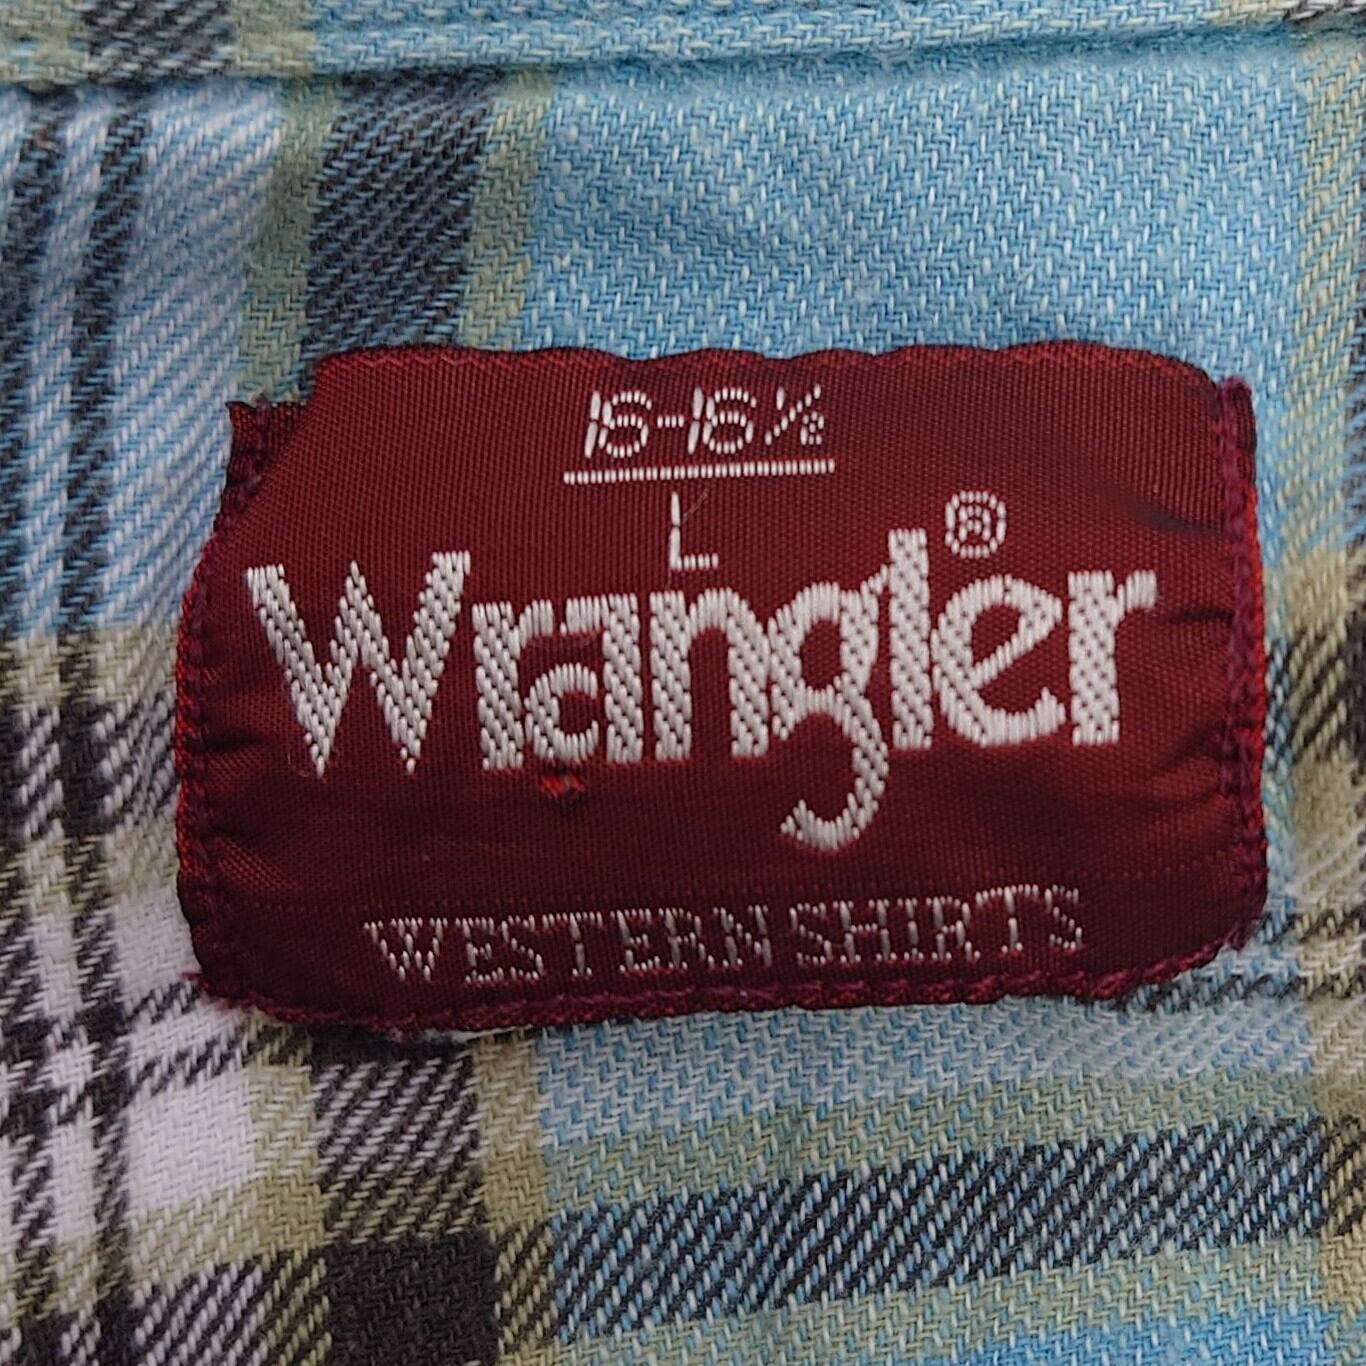 16-16½
L
Wrangler®
WESTERN SHIRTS